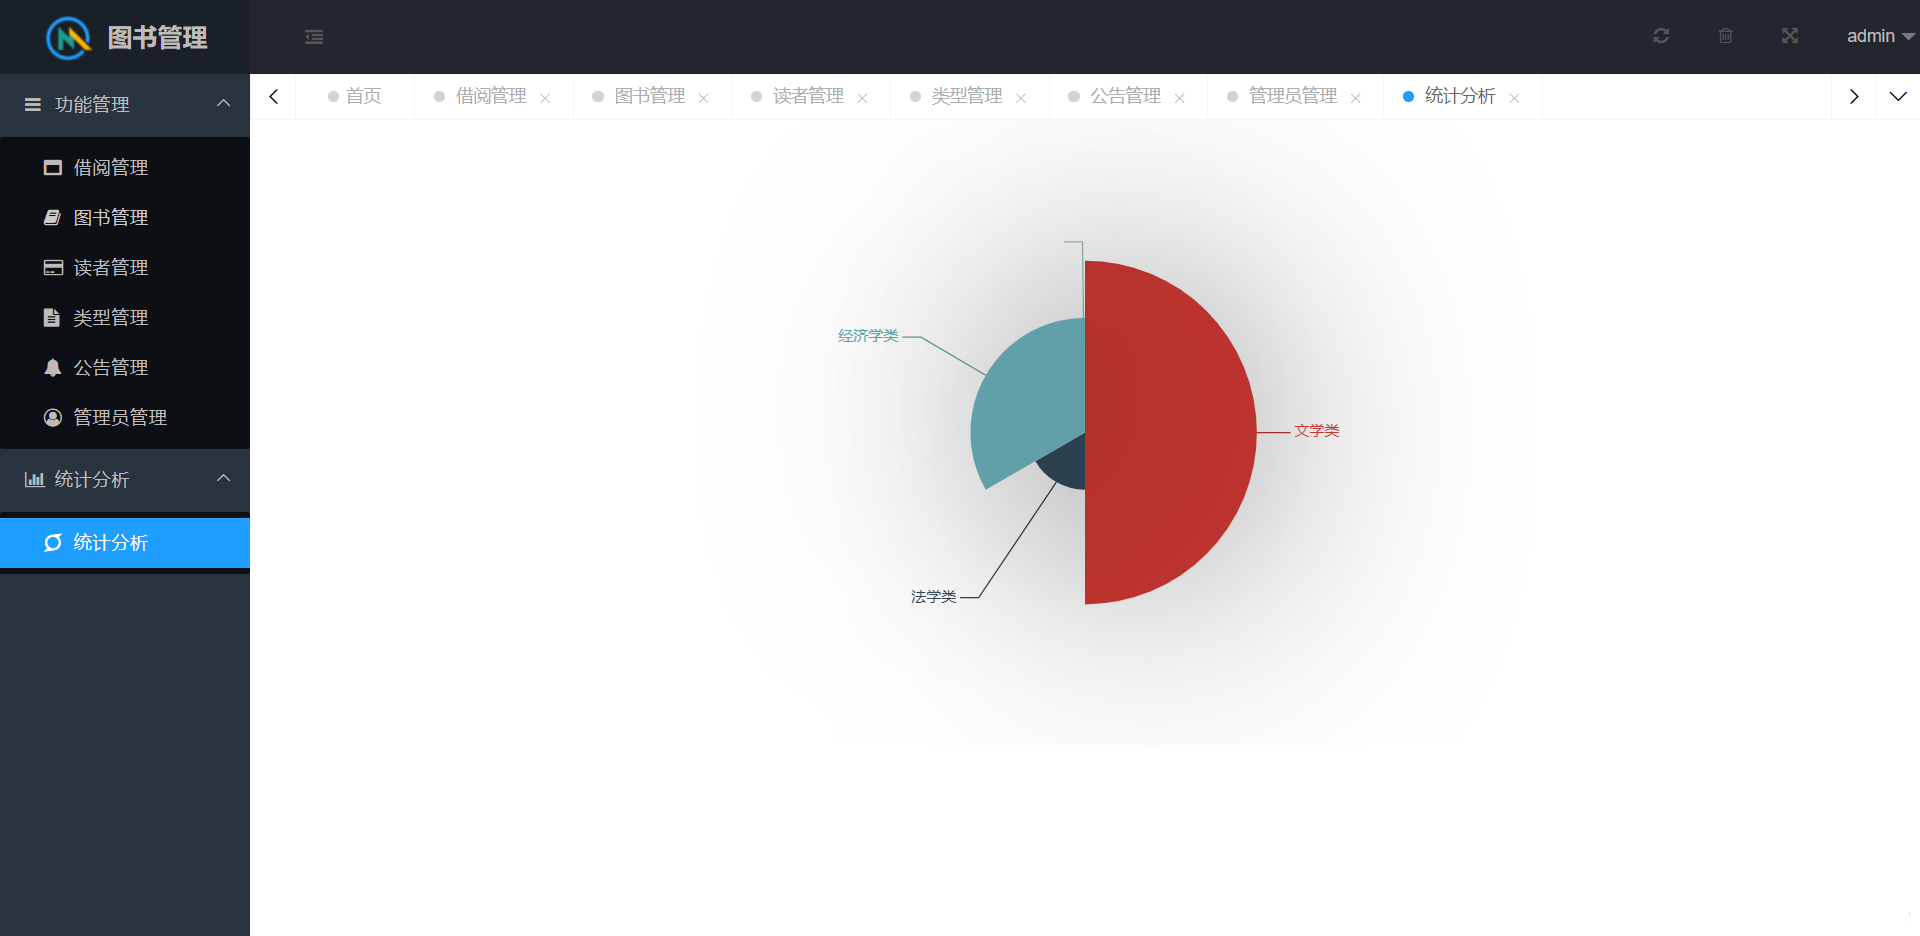 图书管理
admin
首页
借阅管理
图书管理
读者管理
类型管理
公告管理
管理员管理
统计分析
功能管理
借阅管理
图书管理
读者管理
类型管理
公告管理
管理员管理
统计分析
统计分析
经济学类
文学类
法学类